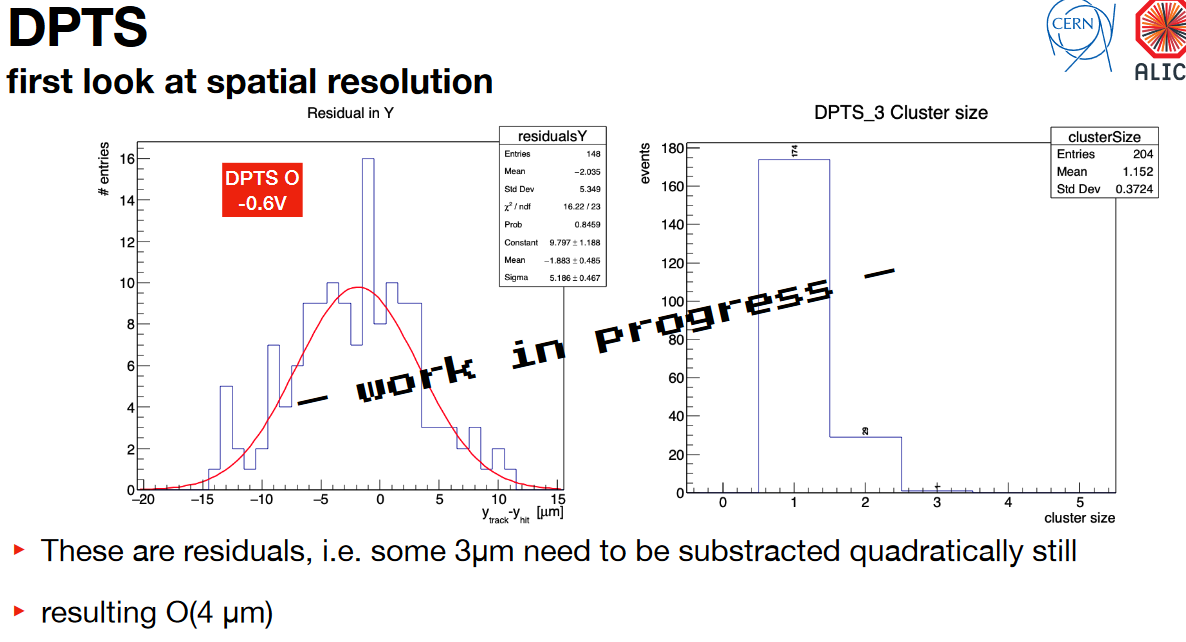 DPTS
first look at spatial resolution
CERN
ALIC
Residual in Y
# entries
16
14
12
10
8
6
4
2
0
−20 −15 −10 −5 0 5 10 15
y track -y hit [μm]
DPTS O
-0.6V
residualsY
Entries 148
Mean −2.035
Std Dev 5.349
χ² / ndf 16.22 / 23
Prob 0.8459
Constant 9.797 ± 1.188
Mean −1.883 ± 0.485
Sigma 5.186 ± 0.467
DPTS_3 Cluster size
events
180
160
140
120
100
80
60
40
20
0
0 1 2 3 4 5
cluster size
174
29
1
clusterSize
Entries 204
Mean 1.152
Std Dev 0.3724
— work in progress —
‣ These are residuals, i.e. some 3μm need to be substracted quadratically still
‣ resulting O(4 μm)